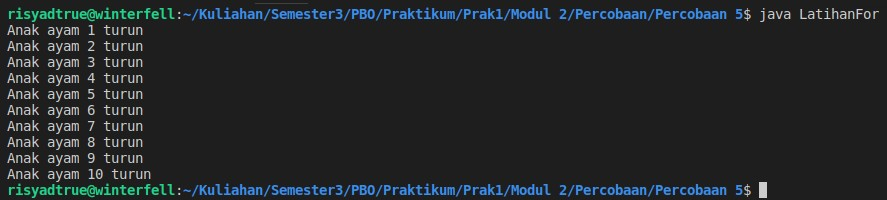 risyadtrue@winterfell:~/Kuliahan/Semester3/PBO/Praktikum/Prak1/Modul 2/Percobaan/Percobaan 5$ java LatihanFor
Anak ayam 1 turun
Anak ayam 2 turun
Anak ayam 3 turun
Anak ayam 4 turun
Anak ayam 5 turun
Anak ayam 6 turun
Anak ayam 7 turun
Anak ayam 8 turun
Anak ayam 9 turun
Anak ayam 10 turun
risyadtrue@winterfell:~/Kuliahan/Semester3/PBO/Praktikum/Prak1/Modul 2/Percobaan/Percobaan 5$